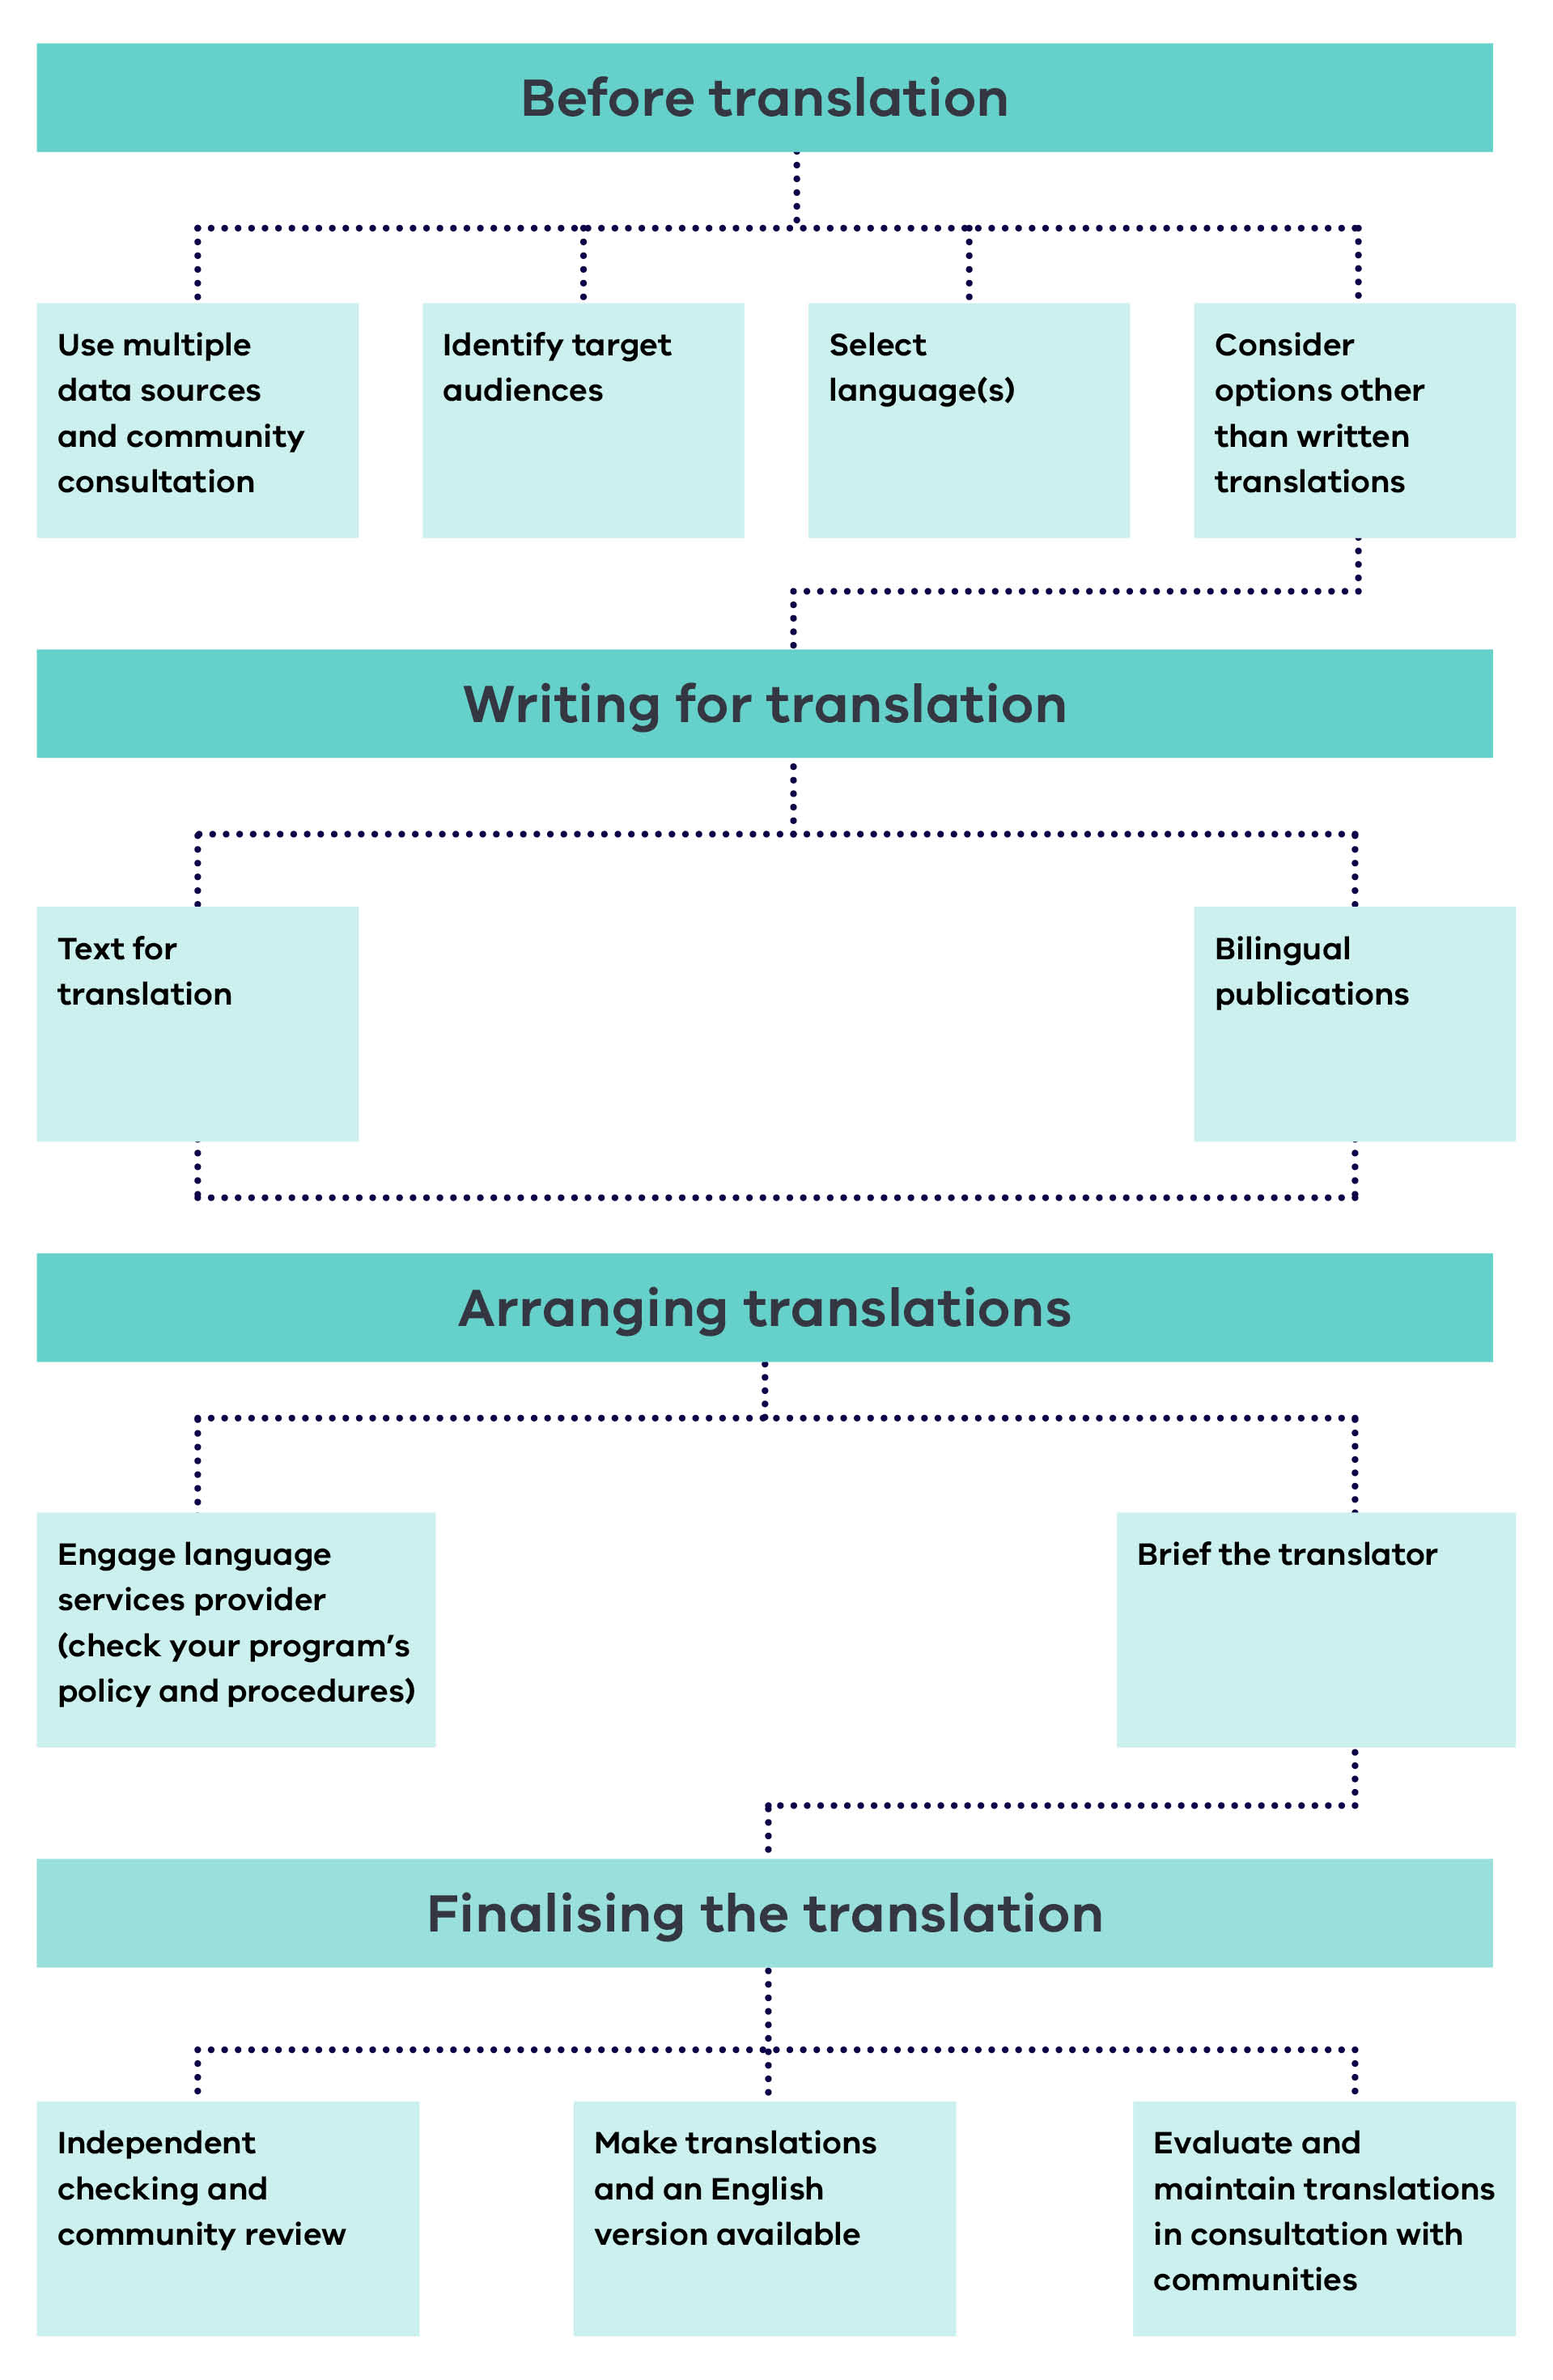 Before translation
Use multiple
data sources
and community
consultation
Identify target
audiences
Select
language(s)
Consider
options other
than written
translations
Writing for translation
Text for
translation
Bilingual
publications
Arranging translations
Engage language
services provider
(check your program’s
policy and procedures)
Brief the translator
Finalising the translation
Independent
checking and
community review
Make translations
and an English
version available
Evaluate and
maintain translations
in consultation with
communities